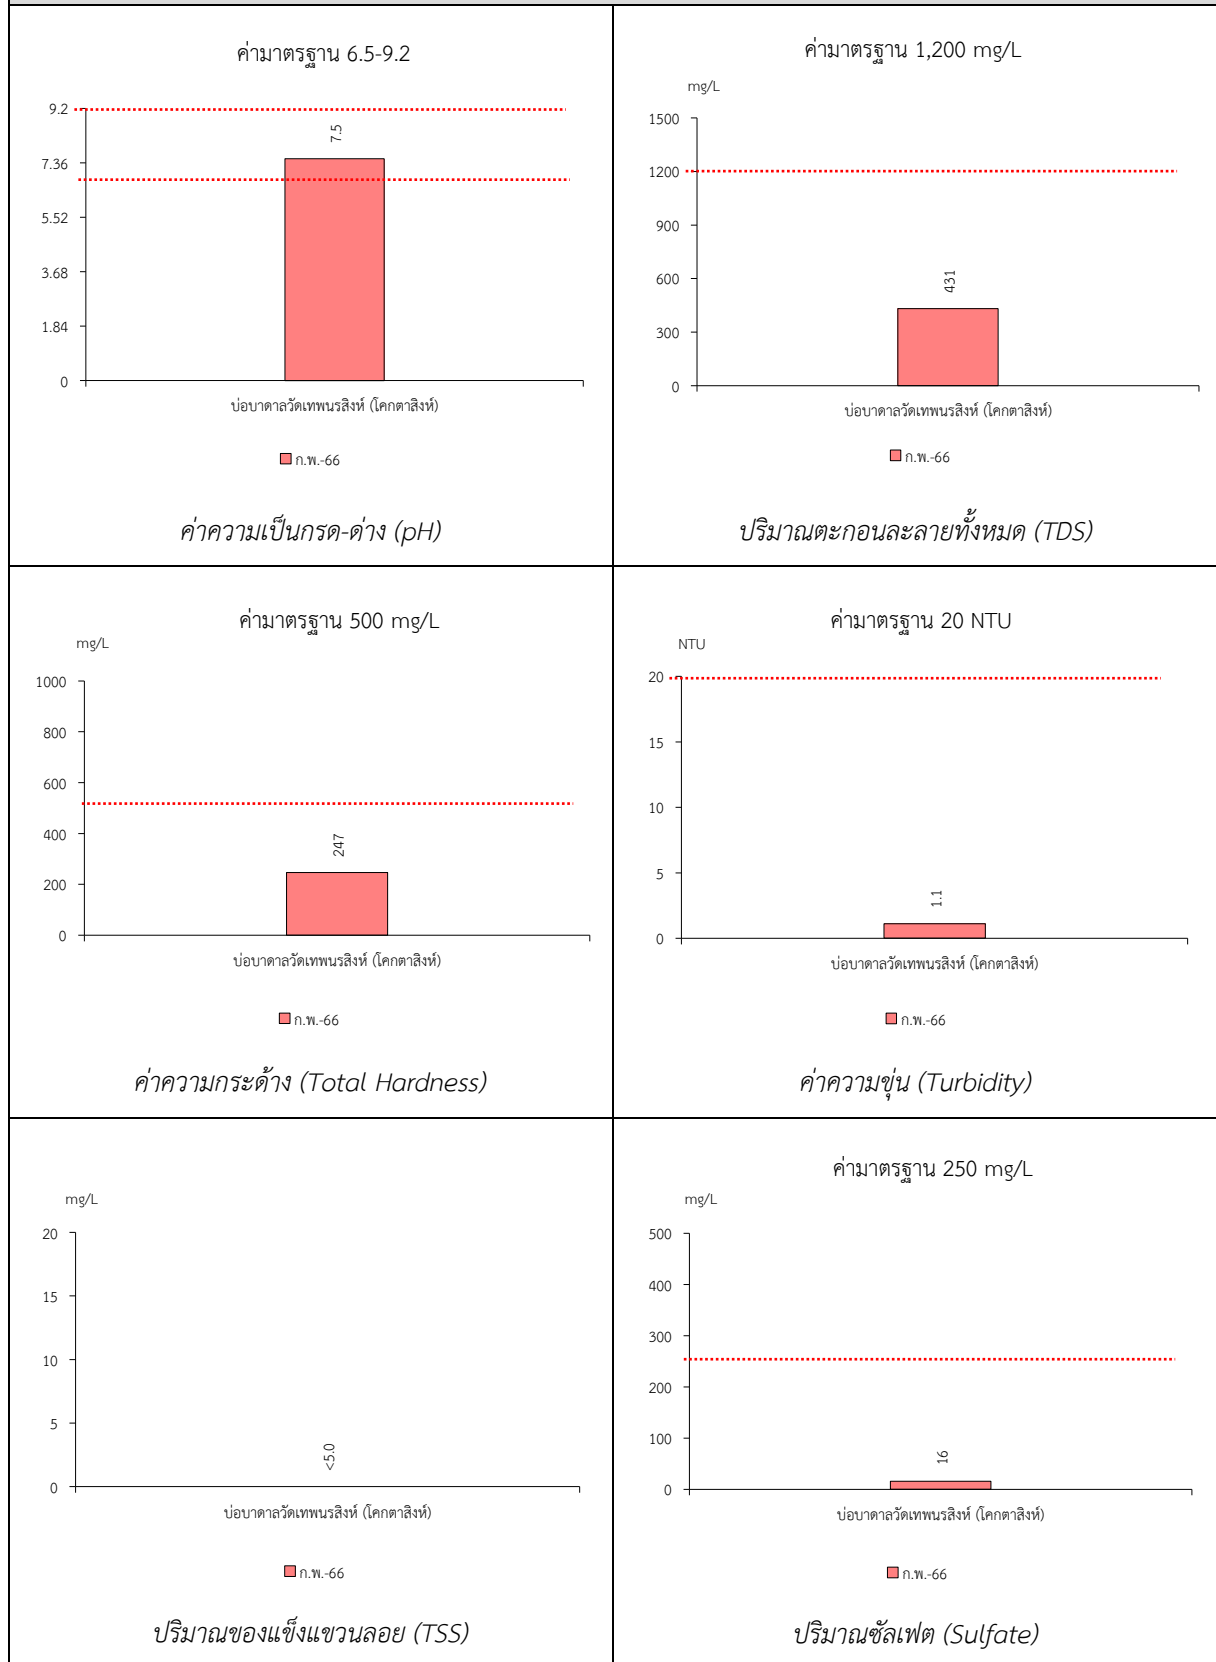 ค่ามาตรฐาน 6.5-9.2
9.2
7.36
5.52
3.68
1.84
0
7.5
บ่อบาดาลวัดเทพนรสิงห์ (โคกตาสิงห์)
ก.พ.-66
ค่าความเป็นกรด-ด่าง (pH)
ค่ามาตรฐาน 1,200 mg/L
mg/L
1500
1200
900
600
300
0
431
บ่อบาดาลวัดเทพนรสิงห์ (โคกตาสิงห์)
ก.พ.-66
ปริมาณตะกอนละลายทั้งหมด (TDS)
ค่ามาตรฐาน 500 mg/L
mg/L
1000
800
600
400
200
0
247
บ่อบาดาลวัดเทพนรสิงห์ (โคกตาสิงห์)
ก.พ.-66
ค่าความกระด้าง (Total Hardness)
ค่ามาตรฐาน 20 NTU
NTU
20
15
10
5
0
1.1
บ่อบาดาลวัดเทพนรสิงห์ (โคกตาสิงห์)
ก.พ.-66
ค่าความขุ่น (Turbidity)
mg/L
20
15
10
5
0
<5.0
บ่อบาดาลวัดเทพนรสิงห์ (โคกตาสิงห์)
ก.พ.-66
ปริมาณของแข็งแขวนลอย (TSS)
ค่ามาตรฐาน 250 mg/L
mg/L
500
400
300
200
100
0
16
บ่อบาดาลวัดเทพนรสิงห์ (โคกตาสิงห์)
ก.พ.-66
ปริมาณซัลเฟต (Sulfate)